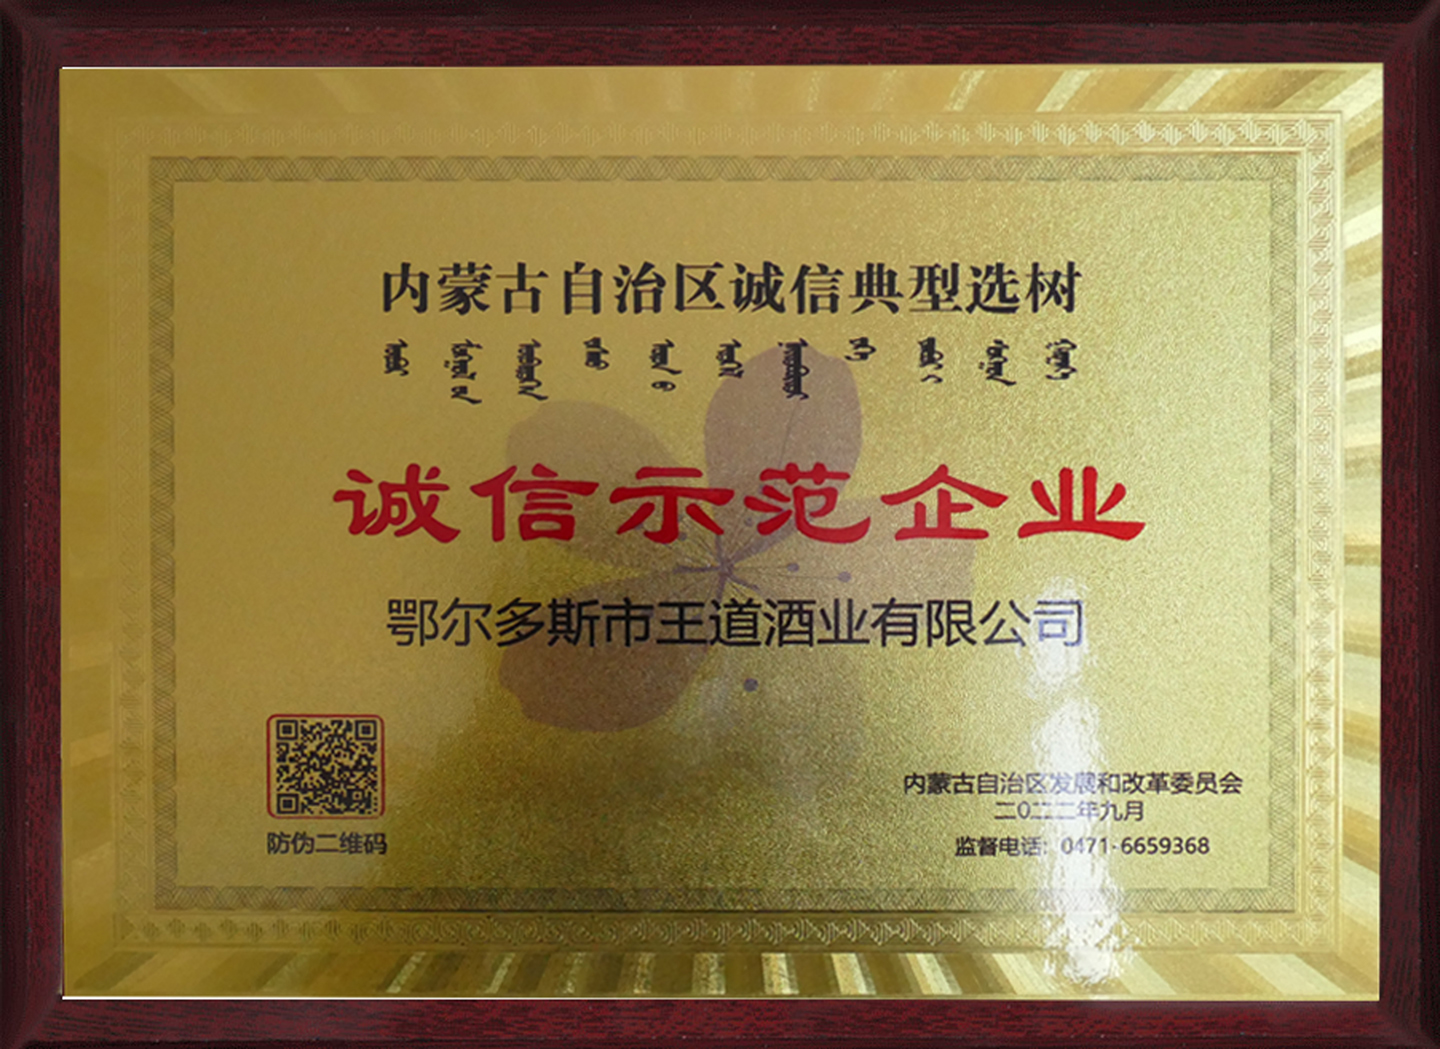 内蒙古自治区诚信典型选树
诚信示范企业
鄂尔多斯市王道酒业有限公司
防伪二维码
内蒙古自治区发展和改革委员会
二0二二年九月
监督电话：0471-6659368